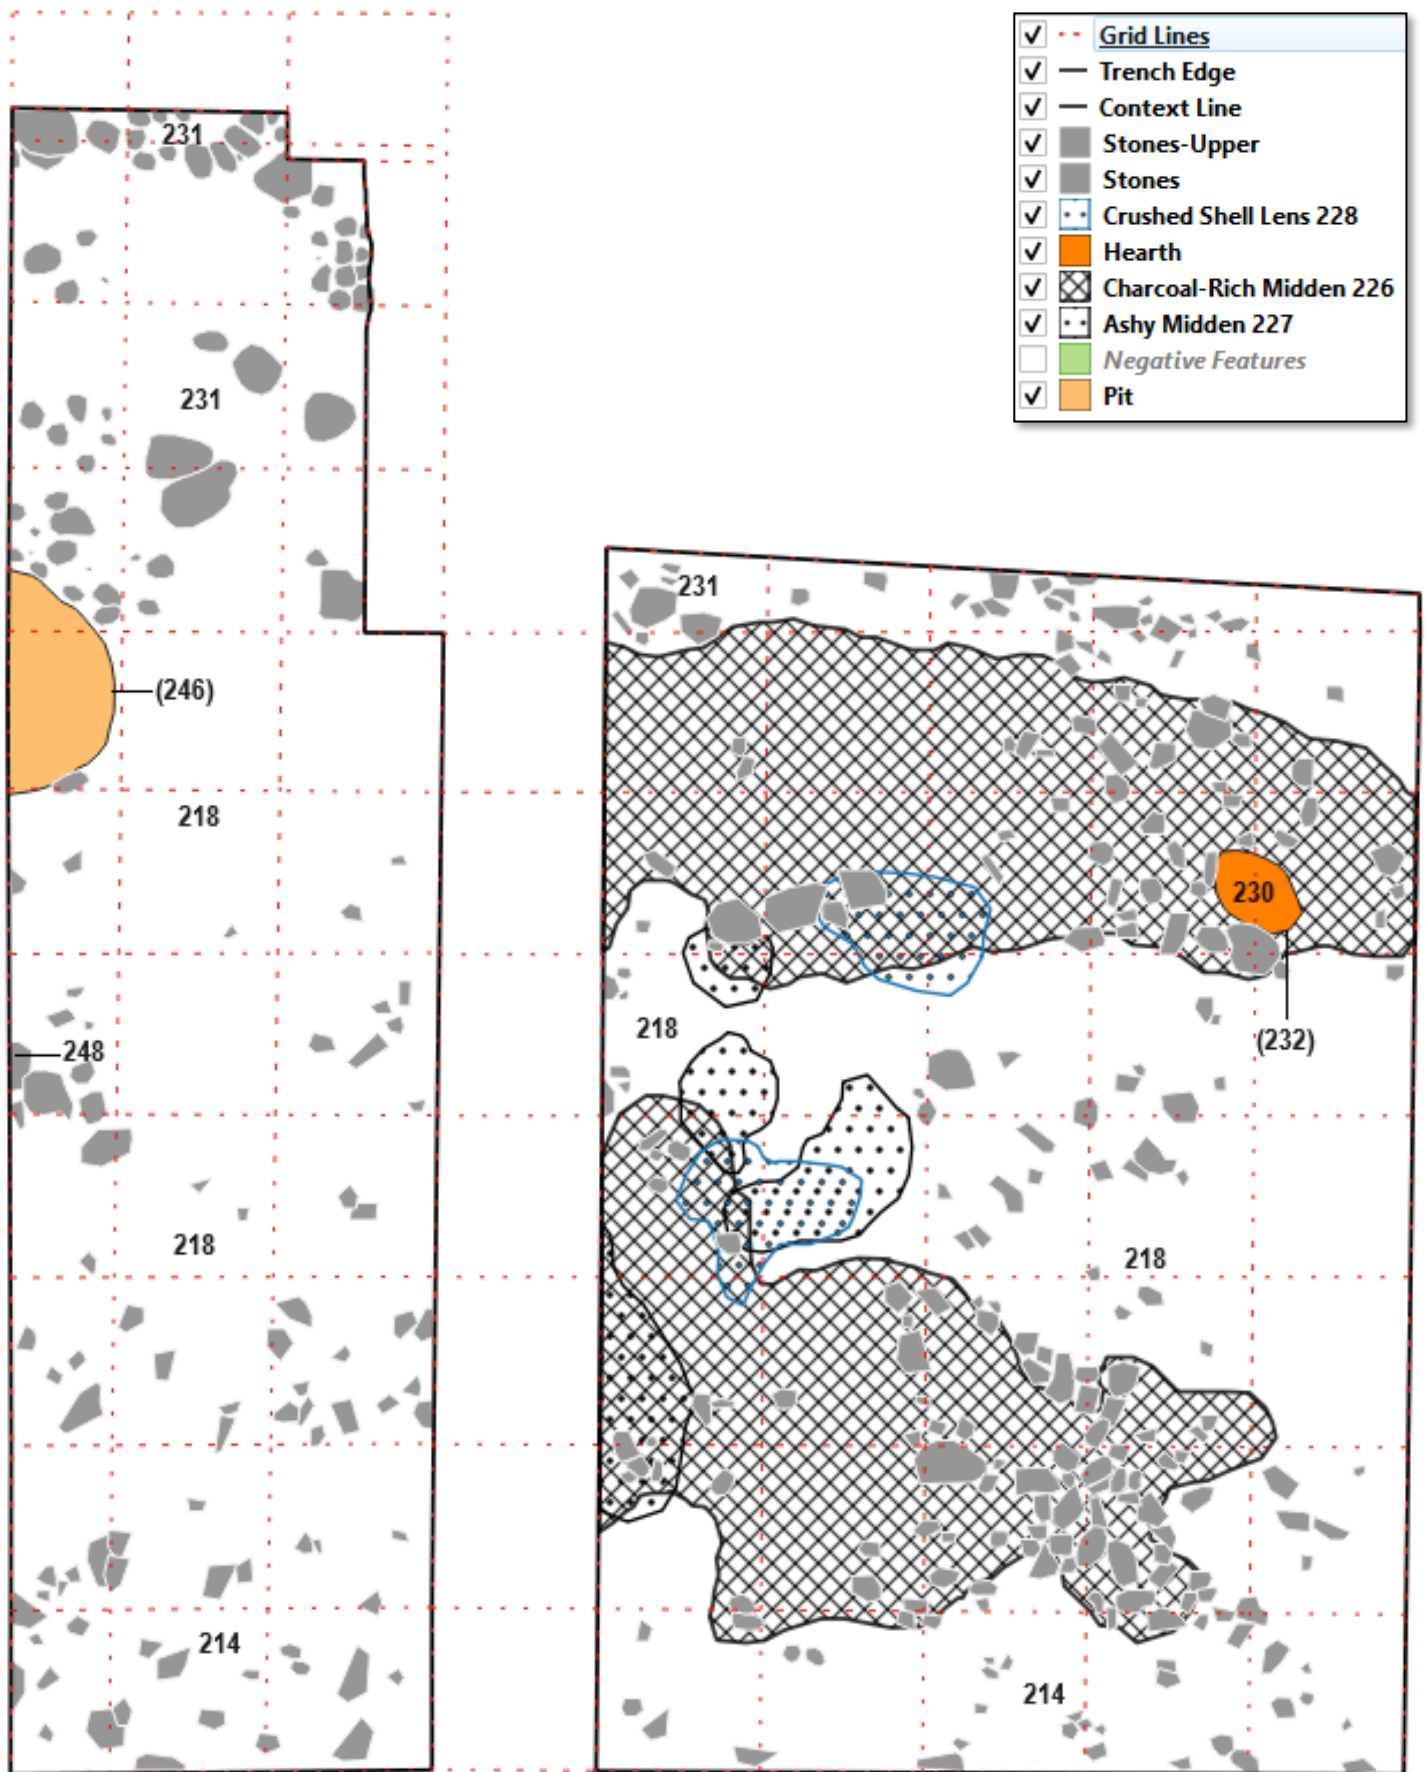 Grid Lines
Trench Edge
Context Line
Stones-Upper
Stones
Crushed Shell Lens 228
Hearth
Charcoal-Rich Midden 226
Ashy Midden 227
Negative Features
Pit
231
231
(246)
218
248
218
214
231
230
218
(232)
218
214